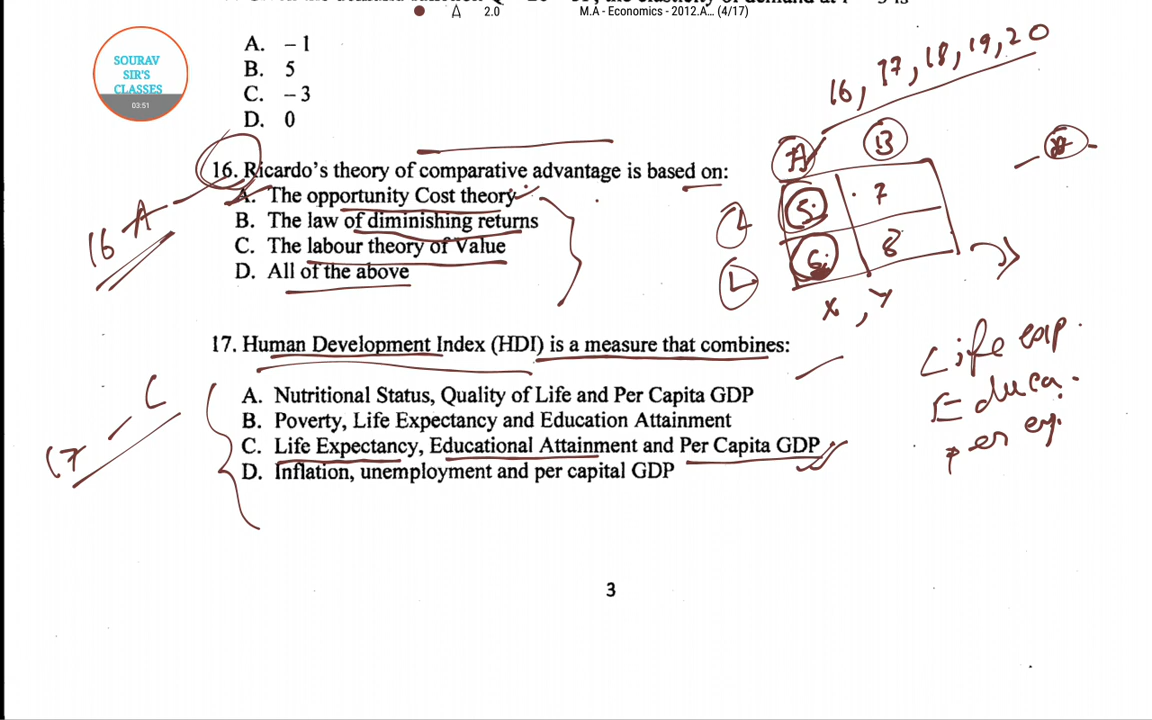 M.A - Economics - 2012.A... (4/17)
2.0
SOURAV
SIR'S
CLASSES
03:51
A. – 1
B. 5
C. – 3
D. 0
16, 17, 18, 19, 20
A B
16. Ricardo's theory of comparative advantage is based on:
A. The opportunity Cost theory
B. The law of diminishing returns
C. The labour theory of Value
D. All of the above
16 A
7
8
L
L
x, y
17. Human Development Index (HDI) is a measure that combines:
A. Nutritional Status, Quality of Life and Per Capita GDP
B. Poverty, Life Expectancy and Education Attainment
C. Life Expectancy, Educational Attainment and Per Capita GDP
D. Inflation, unemployment and per capital GDP
17 – C
Life exp.
Educa.
per
3